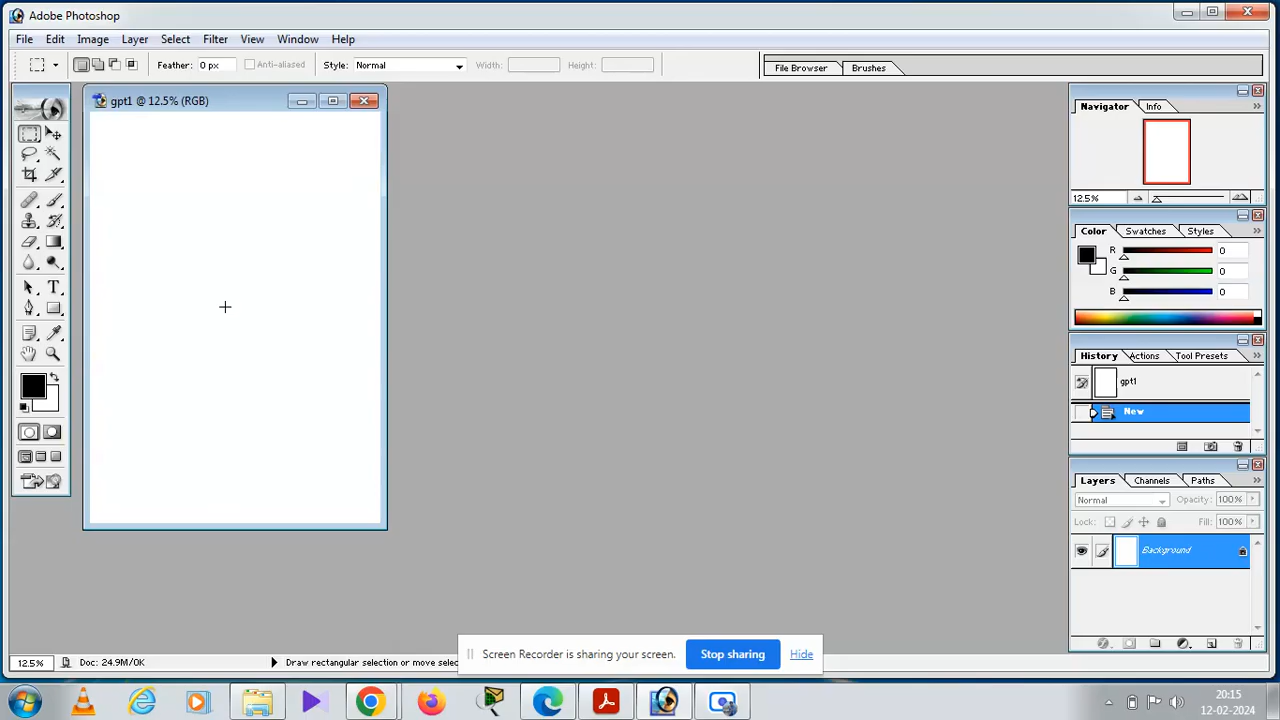 Adobe Photoshop
File Edit Image Layer Select Filter View Window Help
Feather: 0 px Anti-aliased Style: Normal Width: Height: File Browser Brushes
gpt1 @ 12.5% (RGB)
Navigator Info
12.5%
Color Swatches Styles
R 0
G 0
B 0
T
History Actions Tool Presets
gpt1
New
Layers Channels Paths
Normal Opacity: 100%
Lock: Fill: 100%
Background
Screen Recorder is sharing your screen. Stop sharing Hide
12.5% Doc: 24.9M/0K Draw rectangular selection or move selec
20:15
12-02-2024